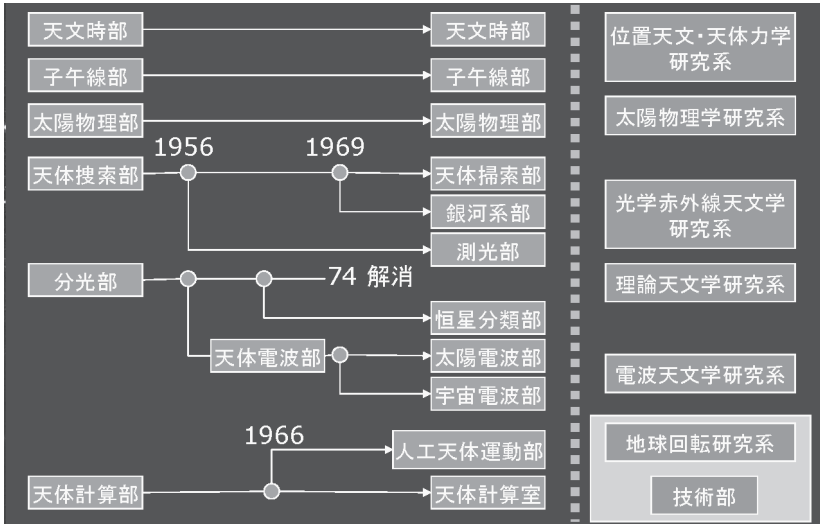 天文時部
天文時部
位置天文・天体力学
研究系
子午線部
子午線部
太陽物理部
太陽物理部
太陽物理学研究系
1956
1969
天体捜索部
天体掃索部
銀河系部
光学赤外線天文学
研究系
測光部
分光部
74 解消
理論天文学研究系
恒星分類部
天体電波部
太陽電波部
電波天文学研究系
宇宙電波部
1966
人工天体運動部
地球回転研究系
天体計算部
天体計算室
技術部